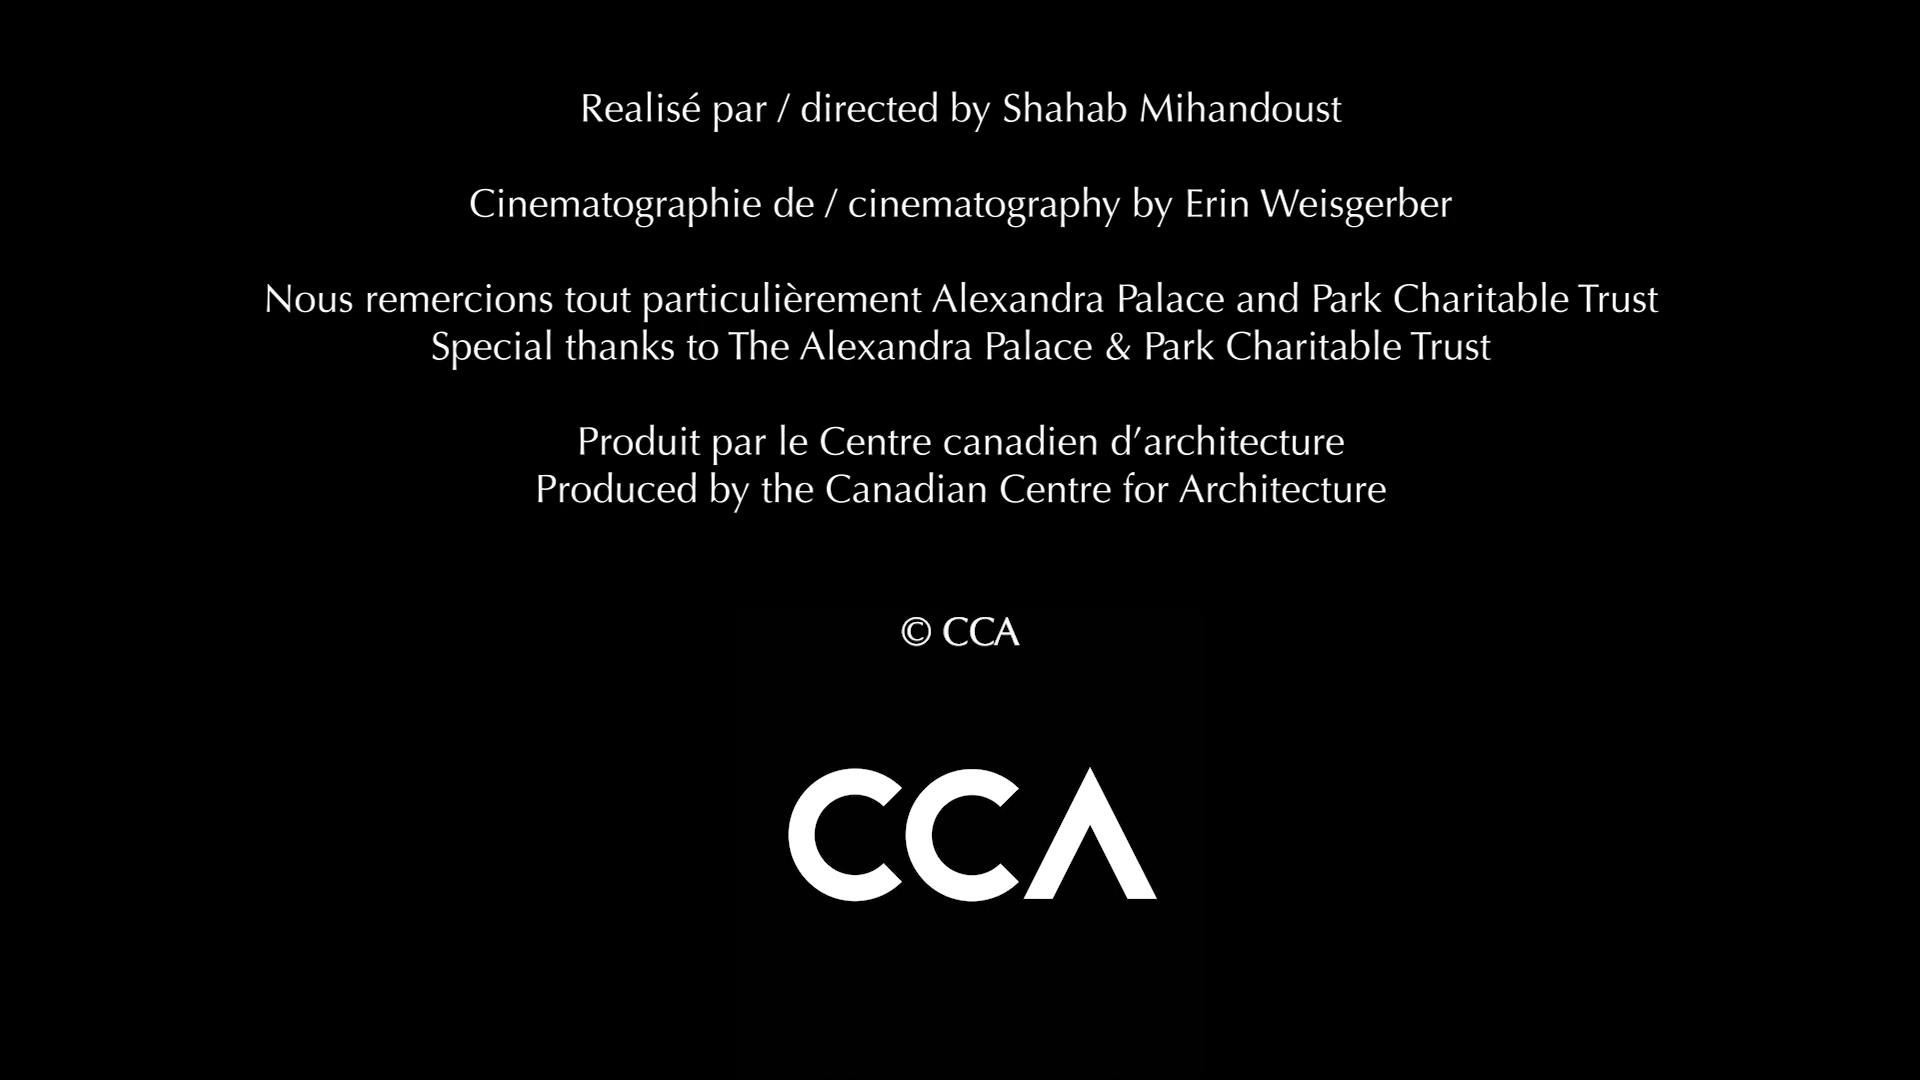 Realisé par / directed by Shahab Mihandoust
Cinematographie de / cinematography by Erin Weisgerber
Nous remercions tout particulièrement Alexandra Palace and Park Charitable Trust
Special thanks to The Alexandra Palace & Park Charitable Trust
Produit par le Centre canadien d’architecture
Produced by the Canadian Centre for Architecture
© CCA
CCA